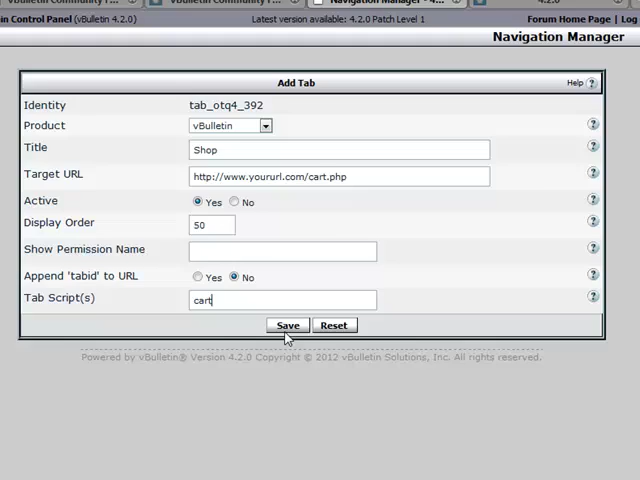 vBulletin Community F...
vBulletin Community F...
Navigation Manager - 4...
4.2.0
in Control Panel (vBulletin 4.2.0)
Latest version available: 4.2.0 Patch Level 1
Forum Home Page | Log
Navigation Manager
Add Tab
Help ?
Identity
tab_otq4_392
Product
vBulletin
?
Title
Shop
?
Target URL
http://www.yoururl.com/cart.php
?
Active
Yes No
?
Display Order
50
?
Show Permission Name
?
Append 'tabid' to URL
Yes No
?
Tab Script(s)
cart
?
Save Reset
Powered by vBulletin® Version 4.2.0 Copyright © 2012 vBulletin Solutions, Inc. All rights reserved.